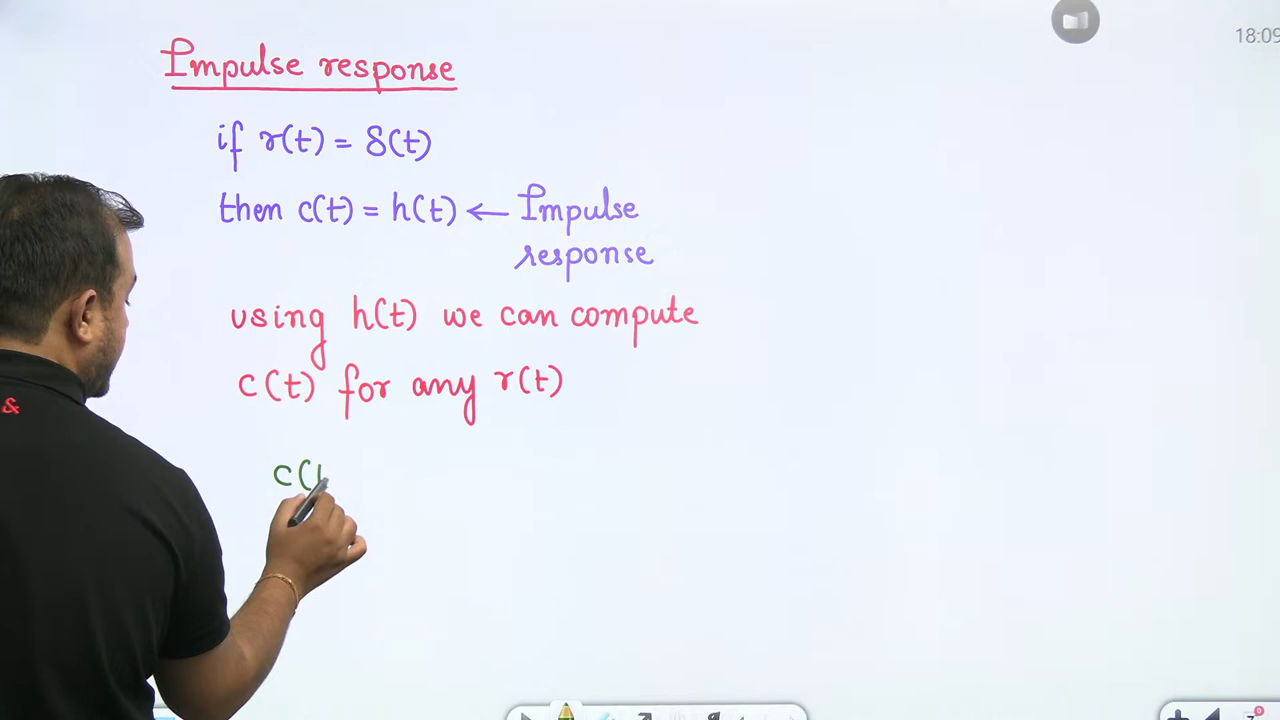 Impulse response
18:09
if r(t) = δ(t)
then c(t) = h(t) ← Impulse
response
using h(t) we can compute
c(t) for any r(t)
&
c(